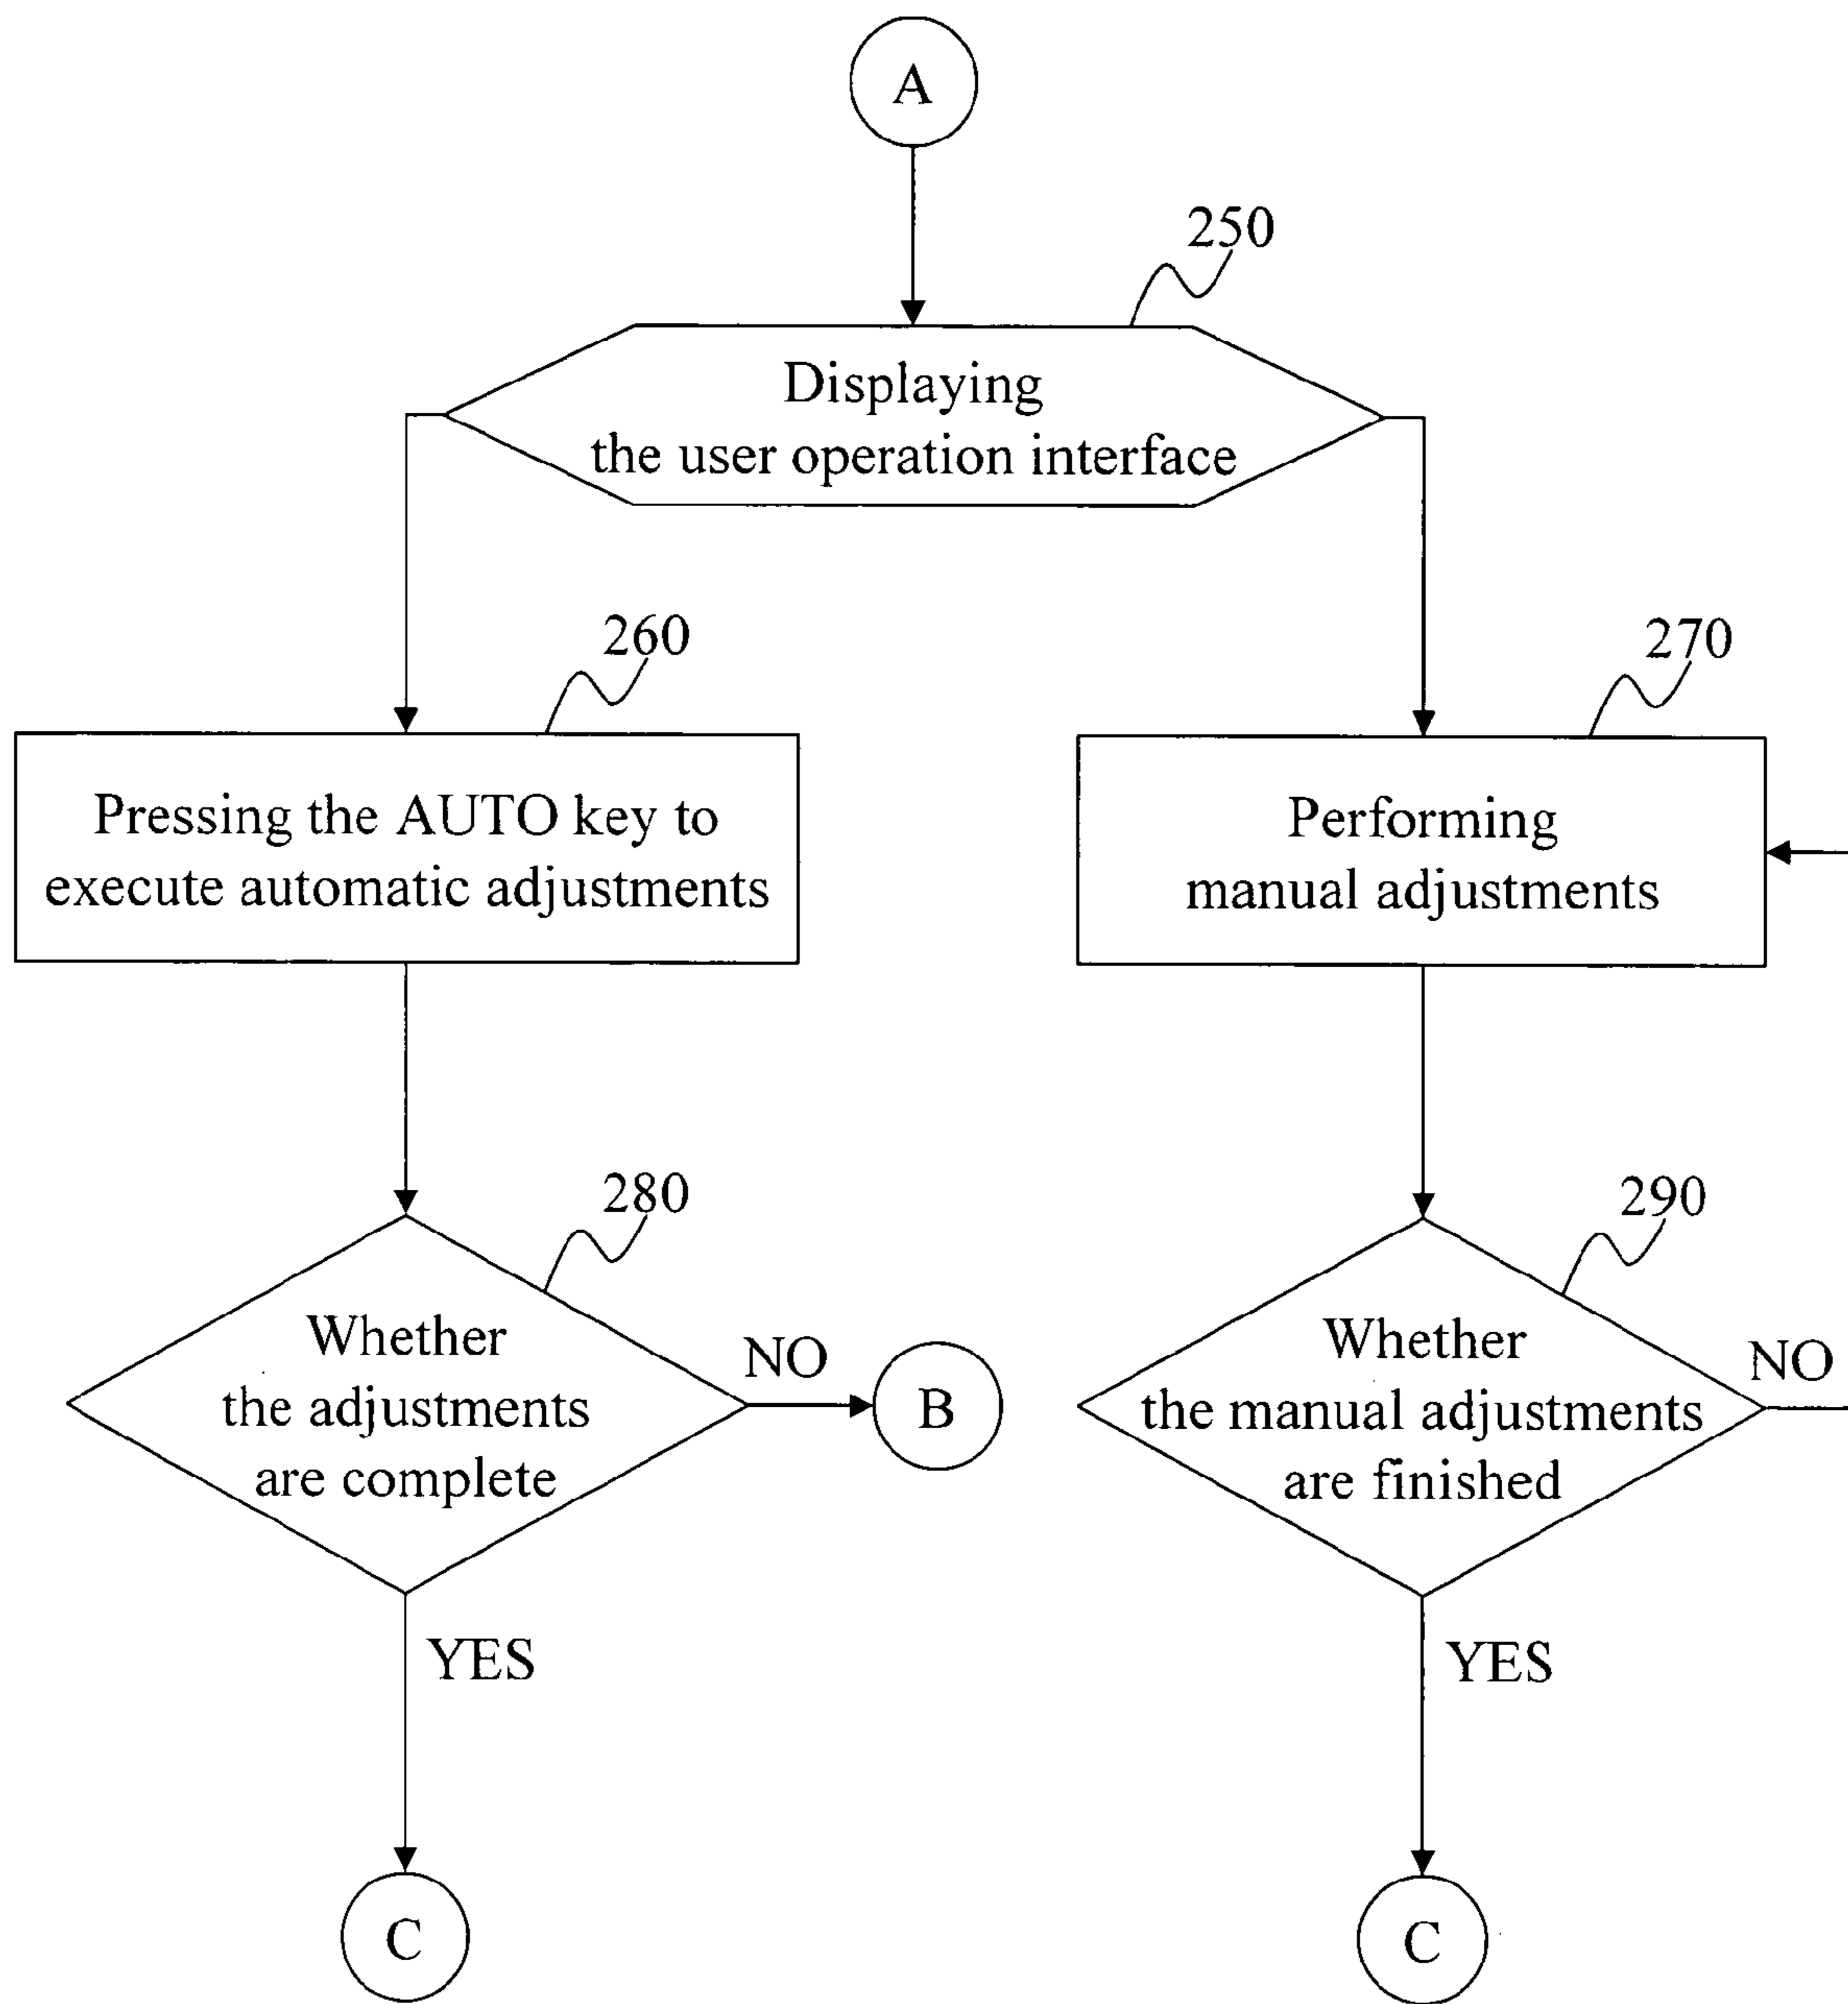 A
250
Displaying
the user operation interface
260
270
Pressing the AUTO key to
execute automatic adjustments
Performing
manual adjustments
280
290
Whether
the adjustments
are complete
NO
B
Whether
the manual adjustments
are finished
NO
YES
YES
C
C